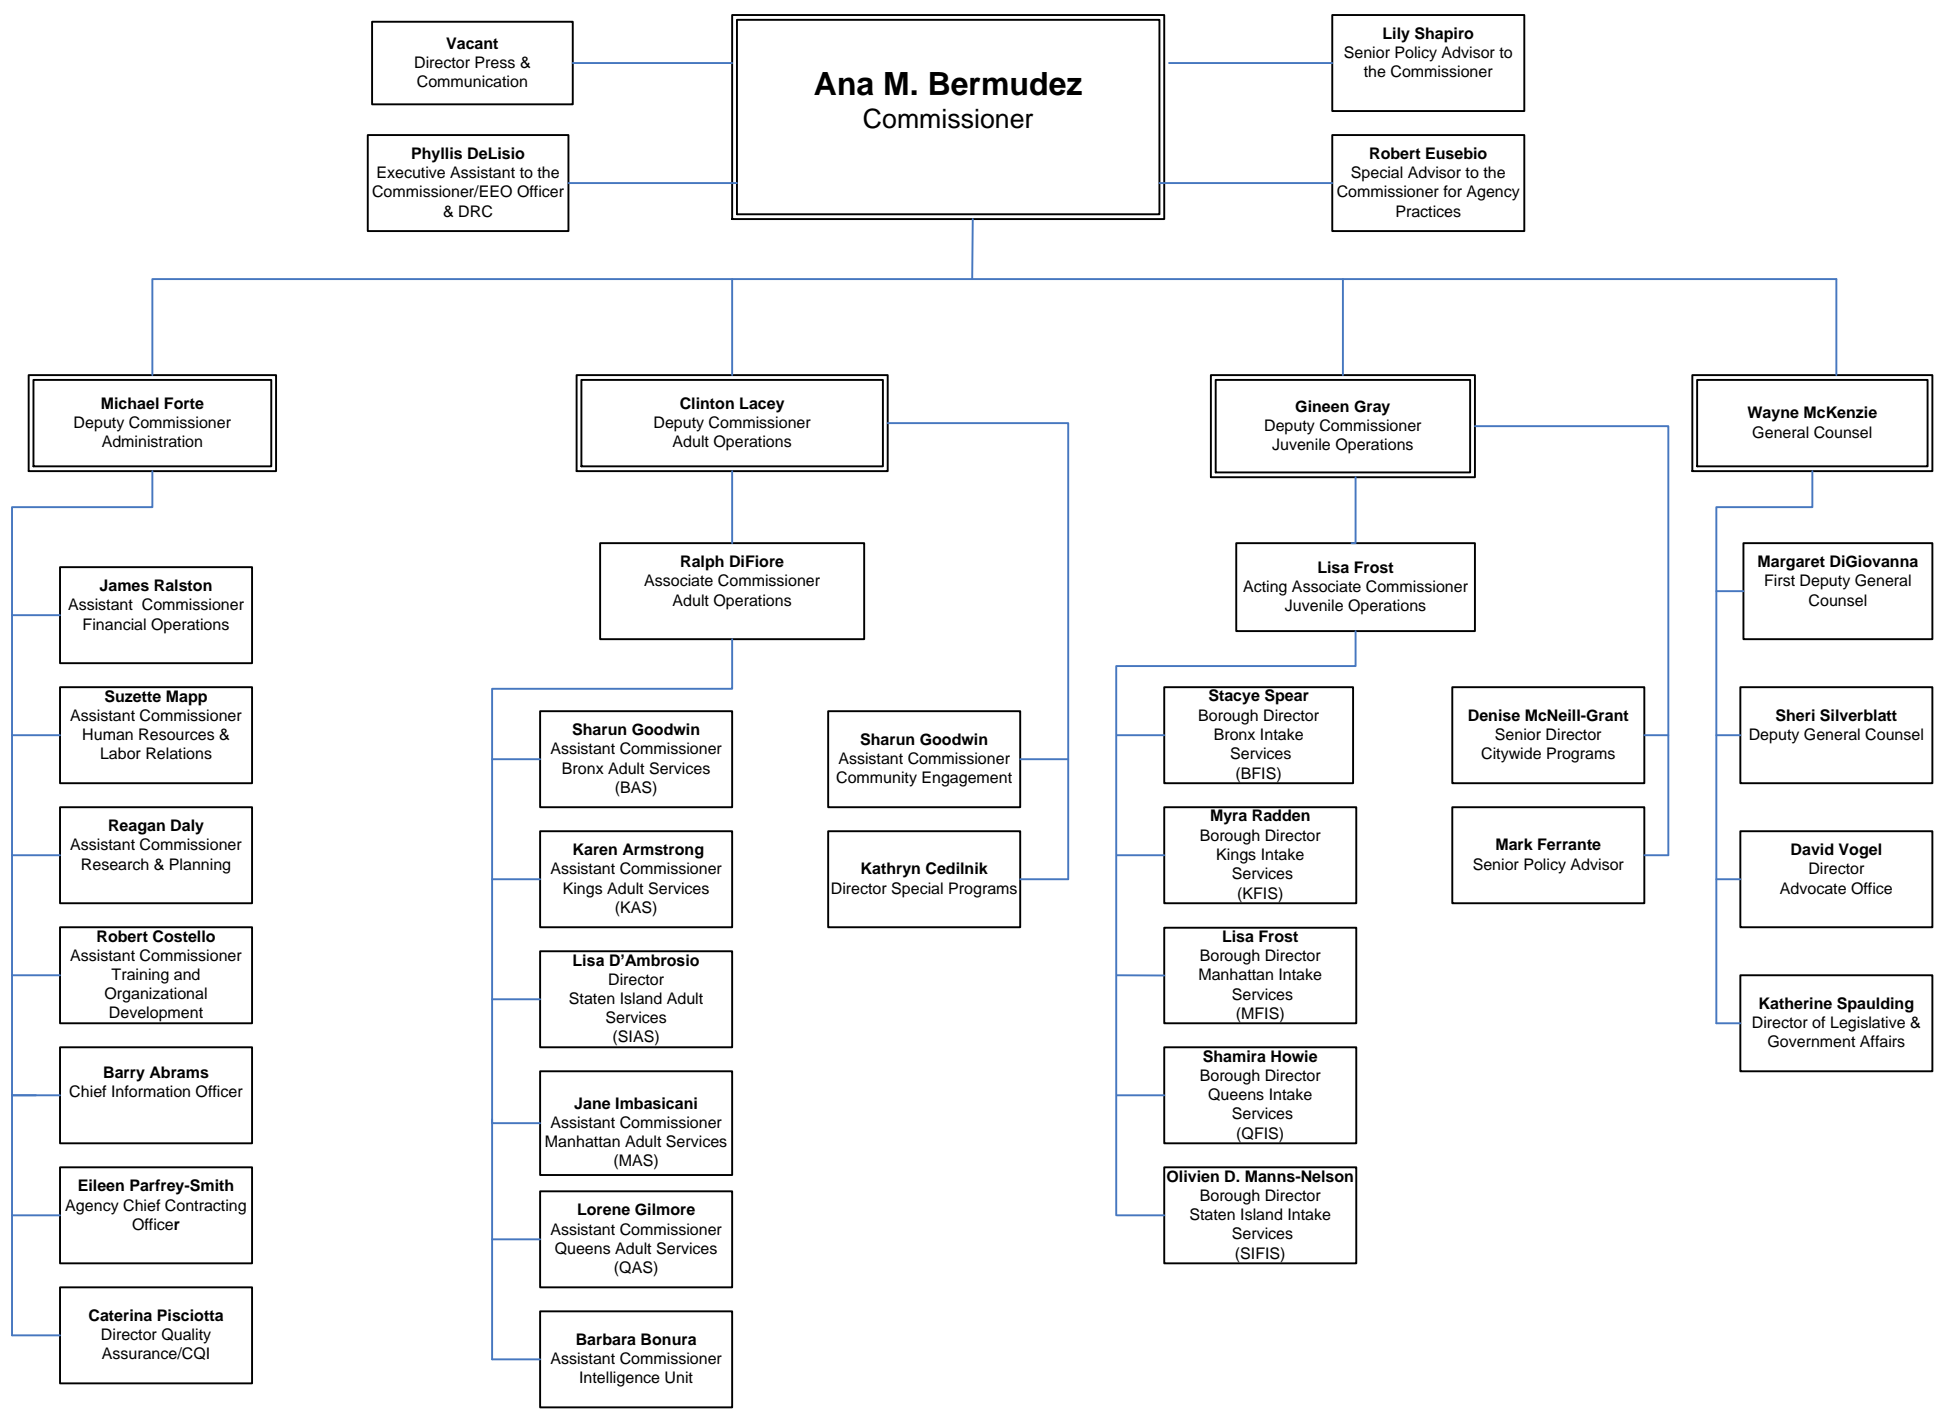 Vacant
Director Press &
Communication
Ana M. Bermudez
Commissioner
Lily Shapiro
Senior Policy Advisor to
the Commissioner
Phyllis DeLisio
Executive Assistant to the
Commissioner/EEO Officer
& DRC
Robert Eusebio
Special Advisor to the
Commissioner for Agency
Practices
Michael Forte
Deputy Commissioner
Administration
Clinton Lacey
Deputy Commissioner
Adult Operations
Gineen Gray
Deputy Commissioner
Juvenile Operations
Wayne McKenzie
General Counsel
James Ralston
Assistant  Commissioner
Financial Operations
Suzette Mapp
Assistant Commissioner
Human Resources &
Labor Relations
Reagan Daly
Assistant Commissioner
Research & Planning
Robert Costello
Assistant Commissioner
Training and
Organizational
Development
Barry Abrams
Chief Information Officer
Eileen Parfrey-Smith
Agency Chief Contracting
Officer
Caterina Pisciotta
Director Quality
Assurance/CQI
Ralph DiFiore
Associate Commissioner
Adult Operations
Sharun Goodwin
Assistant Commissioner
Bronx Adult Services
(BAS)
Karen Armstrong
Assistant Commissioner
Kings Adult Services
(KAS)
Lisa D’Ambrosio
Director
Staten Island Adult
Services
(SIAS)
Jane Imbasicani
Assistant Commissioner
Manhattan Adult Services
(MAS)
Lorene Gilmore
Assistant Commissioner
Queens Adult Services
(QAS)
Barbara Bonura
Assistant Commissioner
Intelligence Unit
Sharun Goodwin
Assistant Commissioner
Community Engagement
Kathryn Cedilnik
Director Special Programs
Lisa Frost
Acting Associate Commissioner
Juvenile Operations
Stacye Spear
Borough Director
Bronx Intake
Services
(BFIS)
Myra Radden
Borough Director
Kings Intake
Services
(KFIS)
Lisa Frost
Borough Director
Manhattan Intake
Services
(MFIS)
Shamira Howie
Borough Director
Queens Intake
Services
(QFIS)
Olivien D. Manns-Nelson
Borough Director
Staten Island Intake
Services
(SIFIS)
Denise McNeill-Grant
Senior Director
Citywide Programs
Mark Ferrante
Senior Policy Advisor
Margaret DiGiovanna
First Deputy General
Counsel
Sheri Silverblatt
Deputy General Counsel
David Vogel
Director
Advocate Office
Katherine Spaulding
Director of Legislative &
Government Affairs